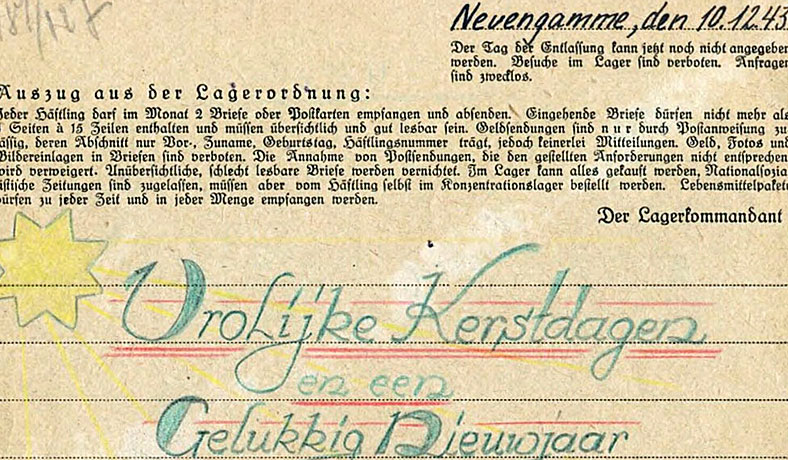 Neuengamme, den 10.12.43
Der Tag der Entlassung kann jetzt noch nicht angegeben
werden. Besuche im Lager sind verboten. Anfragen
sind zwecklos.
Auszug aus der Lagerordnung:
Jeder Häftling darf im Monat 2 Briefe oder Postkarten empfangen und absenden. Eingehende Briefe dürfen nicht mehr als
4 Seiten à 15 Zeilen enthalten und müssen übersichtlich und gut lesbar sein. Geldsendungen sind nur durch Postanweisung zu-
lässig, deren Abschnitt nur Vor-, Zuname, Geburtstag, Häftlingsnummer trägt, jedoch keinerlei Mitteilungen. Geld, Fotos und
Bildereinlagen in Briefen sind verboten. Die Annahme von Postsendungen, die den gestellten Anforderungen nicht entsprechen
wird verweigert. Unübersichtliche, schlecht lesbare Briefe werden vernichtet. Im Lager kann alles gekauft werden, Nationalsozia-
listische Zeitungen sind zugelassen, müssen aber vom Häftling selbst im Konzentrationslager bestellt werden. Lebensmittelpakete
dürfen zu jeder Zeit und in jeder Menge empfangen werden.
Der Lagerkommandant
Vrolijke Kerstdagen
en een
Gelukkig Nieuwjaar